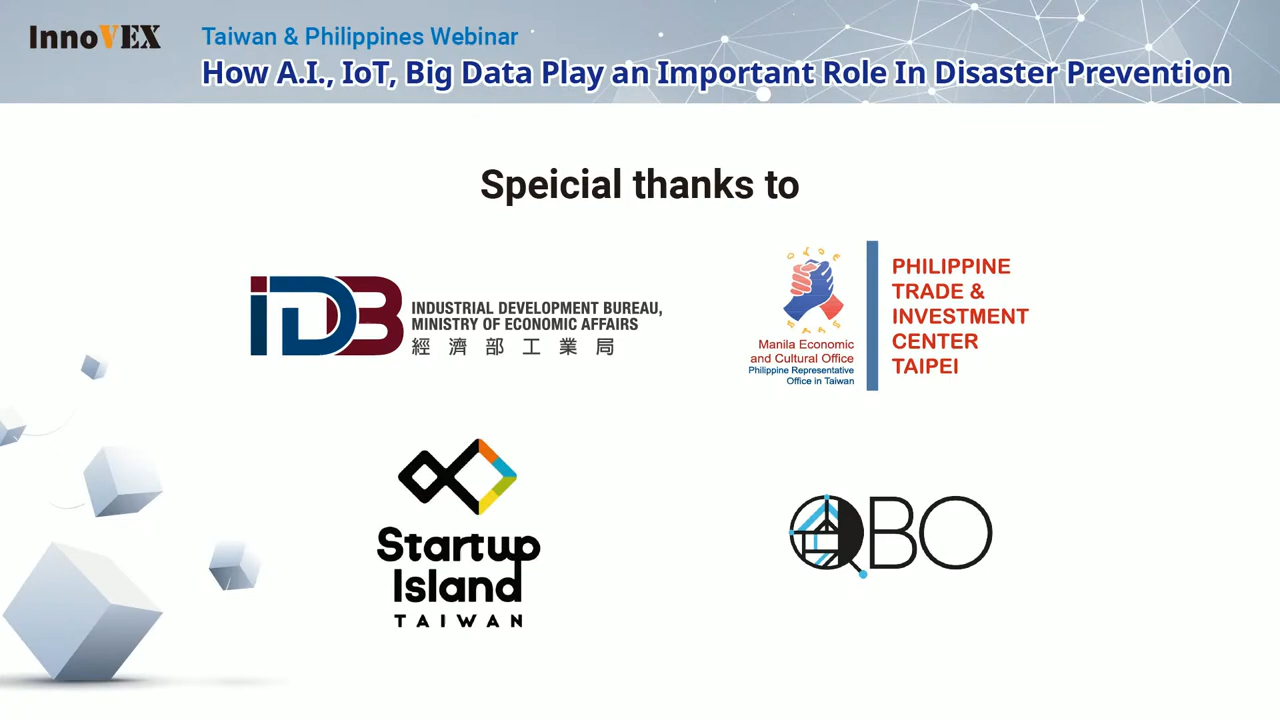 InnoVEX
Taiwan & Philippines Webinar
How A.I., IoT, Big Data Play an Important Role In Disaster Prevention
Speicial thanks to
IDB
INDUSTRIAL DEVELOPMENT BUREAU,
MINISTRY OF ECONOMIC AFFAIRS
經濟部工業局
Manila Economic
and Cultural Office
Philippine Representative
Office in Taiwan
PHILIPPINE
TRADE &
INVESTMENT
CENTER
TAIPEI
Startup
Island
TAIWAN
QBO